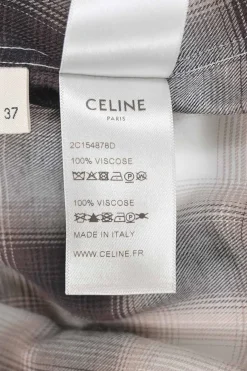 37
CELINE
PARIS
2C154878D
100% VISCOSE
100% VISCOSE
MADE IN ITALY
WWW.CELINE.FR